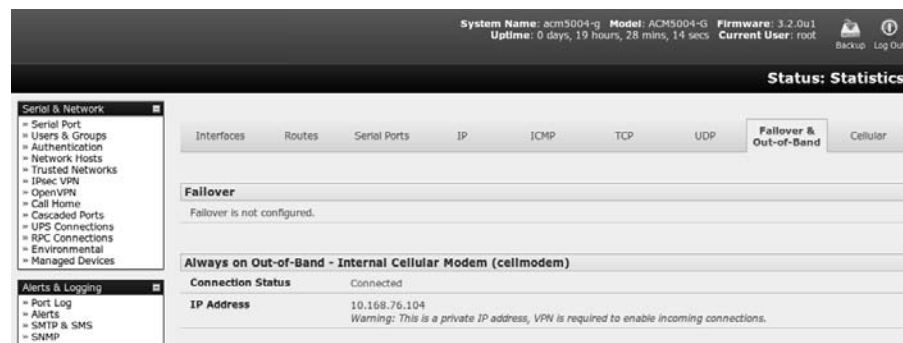 System Name: acm5004-g Model: ACM5004-G Firmware: 3.2.0u1
Uptime: 0 days, 19 hours, 28 mins, 14 secs Current User: root
Backup Log Out
Status: Statistics
Serial & Network
» Serial Port
» Users & Groups
» Authentication
» Network Hosts
» Trusted Networks
» IPsec VPN
» OpenVPN
» Call Home
» Cascaded Ports
» UPS Connections
» RPC Connections
» Environmental
» Managed Devices
Alerts & Logging
» Port Log
» Alerts
» SMTP & SMS
» SNMP
Interfaces Routes Serial Ports IP ICMP TCP UDP Failover & Out-of-Band Cellular
Failover
Failover is not configured.
Always on Out-of-Band - Internal Cellular Modem (cellmodem)
Connection Status Connected
IP Address 10.168.76.104
Warning: This is a private IP address, VPN is required to enable incoming connections.